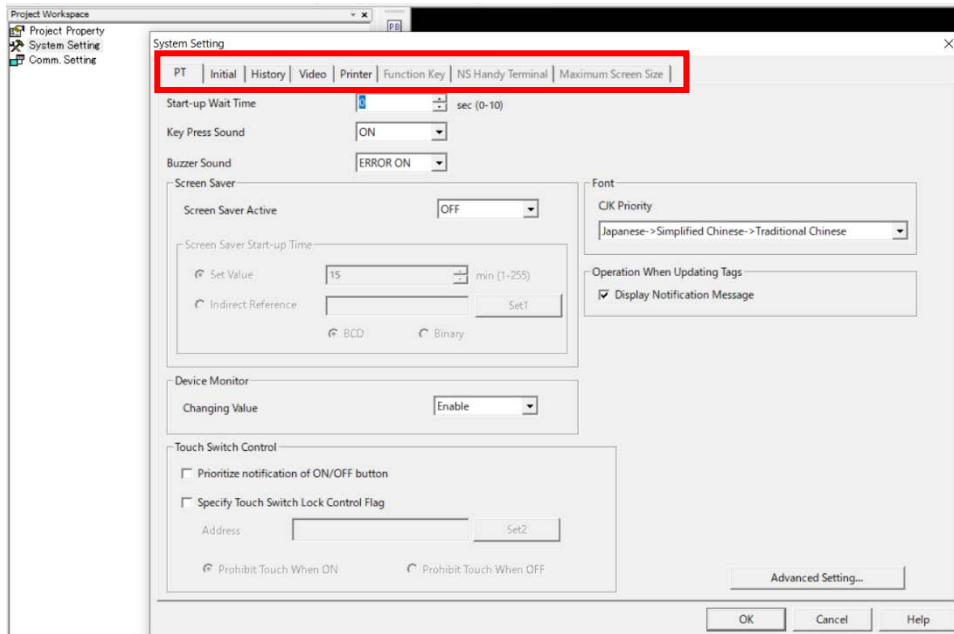 Project Workspace
Project Property
System Setting
Comm. Setting
PB
System Setting
PT Initial History Video Printer Function Key NS Handy Terminal Maximum Screen Size
Start-up Wait Time 0 sec (0-10)
Key Press Sound ON
Buzzer Sound ERROR ON
Screen Saver
Screen Saver Active OFF
Screen Saver Start-up Time
Set Value 15 min (1-255)
Indirect Reference Set1
BCD Binary
Font
CJK Priority
Japanese->Simplified Chinese->Traditional Chinese
Operation When Updating Tags
Display Notification Message
Device Monitor
Changing Value Enable
Touch Switch Control
Prioritize notification of ON/OFF button
Specify Touch Switch Lock Control Flag
Address Set2
Prohibit Touch When ON Prohibit Touch When OFF
Advanced Setting...
OK Cancel Help